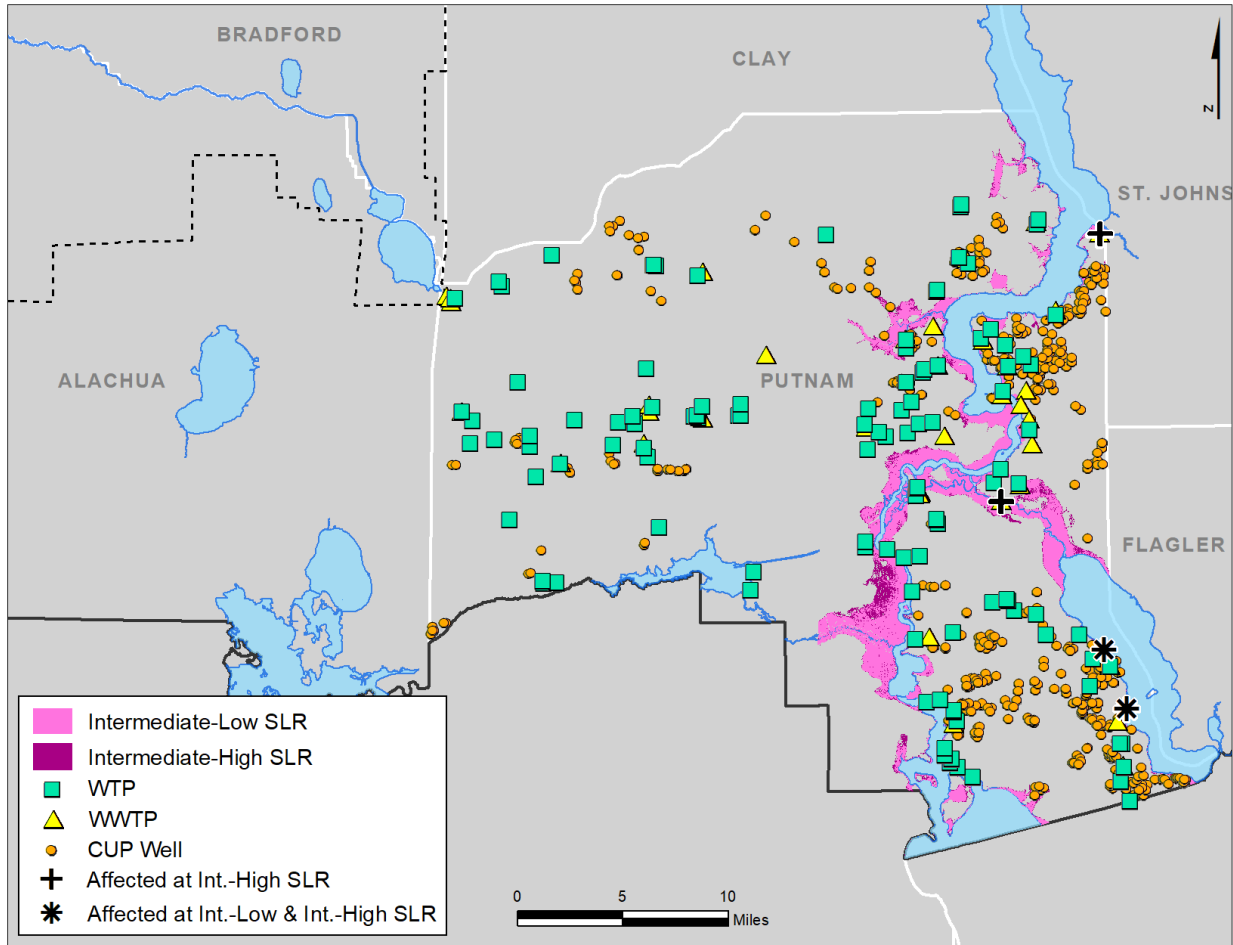 BRADFORD
CLAY
N
ST. JOHNS
ALACHUA
PUTNAM
FLAGLER
Intermediate-Low SLR
Intermediate-High SLR
WTP
WWTP
CUP Well
Affected at Int.-High SLR
Affected at Int.-Low & Int.-High SLR
0 5 10
Miles